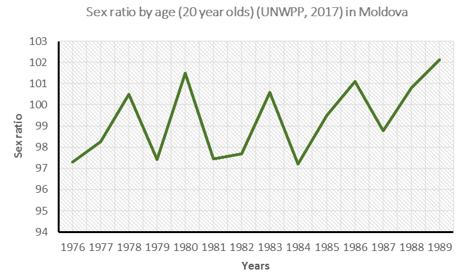 Sex ratio by age (20 year olds) (UNWPP, 2017) in Moldova
103
102
101
100
99
98
97
96
95
94
Sex ratio
1976 1977 1978 1979 1980 1981 1982 1983 1984 1985 1986 1987 1988 1989
Years